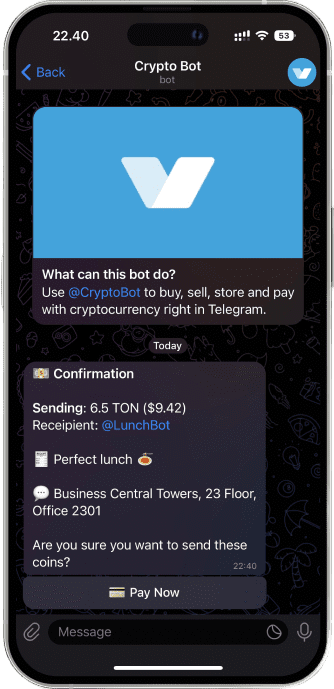 22.40
53
Back
Crypto Bot
bot
What can this bot do?
Use @CryptoBot to buy, sell, store and pay
with cryptocurrency right in Telegram.
Today
Confirmation
Sending: 6.5 TON ($9.42)
Receipient: @LunchBot
Perfect lunch
Business Central Towers, 23 Floor,
Office 2301
Are you sure you want to send these
coins?
22:40
Pay Now
Message